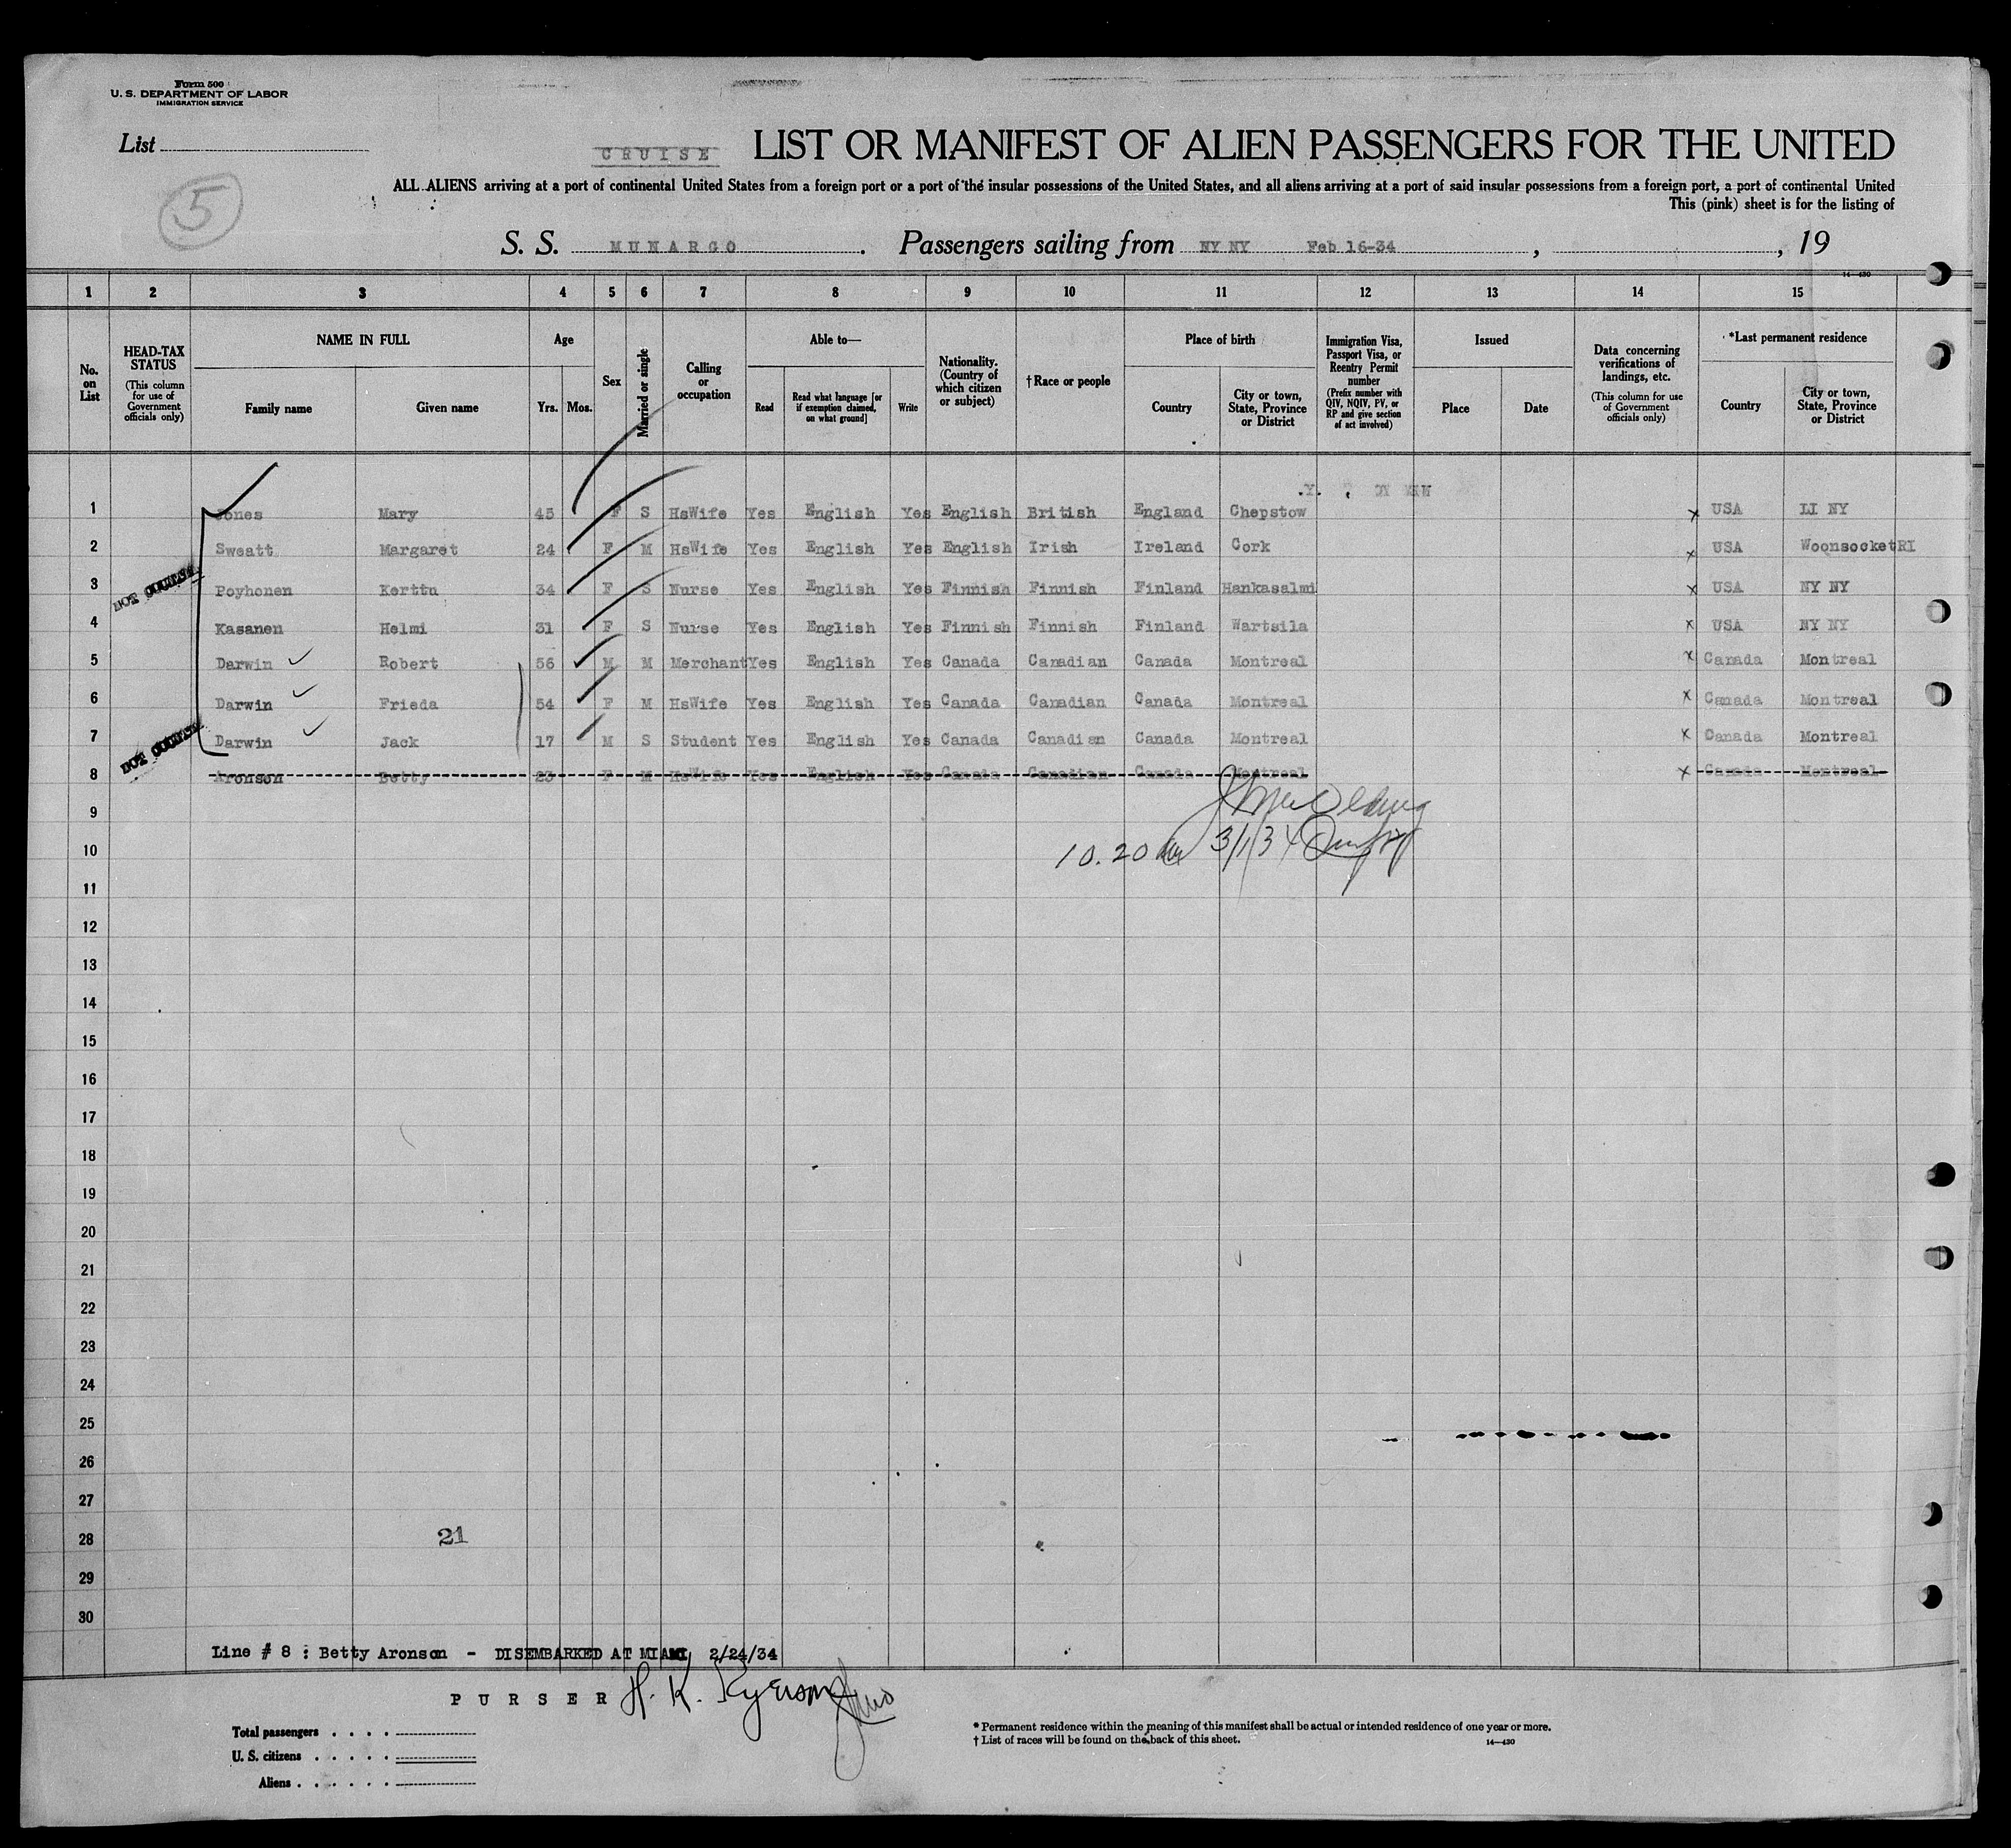 Form 500
U. S. DEPARTMENT OF LABOR
IMMIGRATION SERVICE
List
CRUISE LIST OR MANIFEST OF ALIEN PASSENGERS FOR THE UNITED
5
ALL ALIENS arriving at a port of continental United States from a foreign port or a port of the insular possessions of the United States, and all aliens arriving at a port of said insular possessions from a foreign port, a port of continental United
This (pink) sheet is for the listing of
S. S. MUNARGO. Passengers sailing from NY NY Feb 16-34, , 19
14—430
1 2 3 4 5 6 7 8 9 10 11 12 13 14 15
No. on List
HEAD-TAX STATUS (This column for use of Government officials only)
NAME IN FULL Family name Given name
Age Yrs. Mos.
Sex
Married or single
Calling or occupation
Able to— Read Read what language [or if exemption claimed, on what ground] Write
Nationality. (Country of which citizen or subject)
† Race or people
Place of birth Country City or town, State, Province or District
Immigration Visa, Passport Visa, or Reentry Permit number (Prefix number with QIV, NQIV, PV, or RP and give section of act involved)
Issued Place Date
Data concerning verifications of landings, etc. (This column for use of Government officials only)
*Last permanent residence Country City or town, State, Province or District
1 Jones Mary 45 F S HsWife Yes English Yes English British England Chepstow x USA LI NY
2 Sweatt Margaret 24 F M HsWife Yes English Yes English Irish Ireland Cork x USA Woonsocket RI
3 Poyhonen Kerttu 34 F S Nurse Yes English Yes Finnish Finnish Finland Hankasalmi x USA NY NY
4 Kasanen Helmi 31 F S Nurse Yes English Yes Finnish Finnish Finland Wartsila x USA NY NY
5 Darwin Robert 56 M M Merchant Yes English Yes Canada Canadian Canada Montreal x Canada Montreal
6 Darwin Frieda 54 F M HsWife Yes English Yes Canada Canadian Canada Montreal x Canada Montreal
7 Darwin Jack 17 M S Student Yes English Yes Canada Canadian Canada Montreal x Canada Montreal
8 Aronson Betty 23 F M HsWife Yes English Yes Canada Canadian Canada Montreal x Canada Montreal
9
10 10.20 3/1/34
11
12
13
14
15
16
17
18
19
20
21
22
23
24
25
26
27
28 21
29
30
Line # 8 : Betty Aronson - DISEMBARKED AT MIAMI 2/24/34
PURSER H. K. Ryerson
Total passengers . . . .
U. S. citizens . . . . .
Aliens . . . . . .
* Permanent residence within the meaning of this manifest shall be actual or intended residence of one year or more.
† List of races will be found on the back of this sheet.
14—430